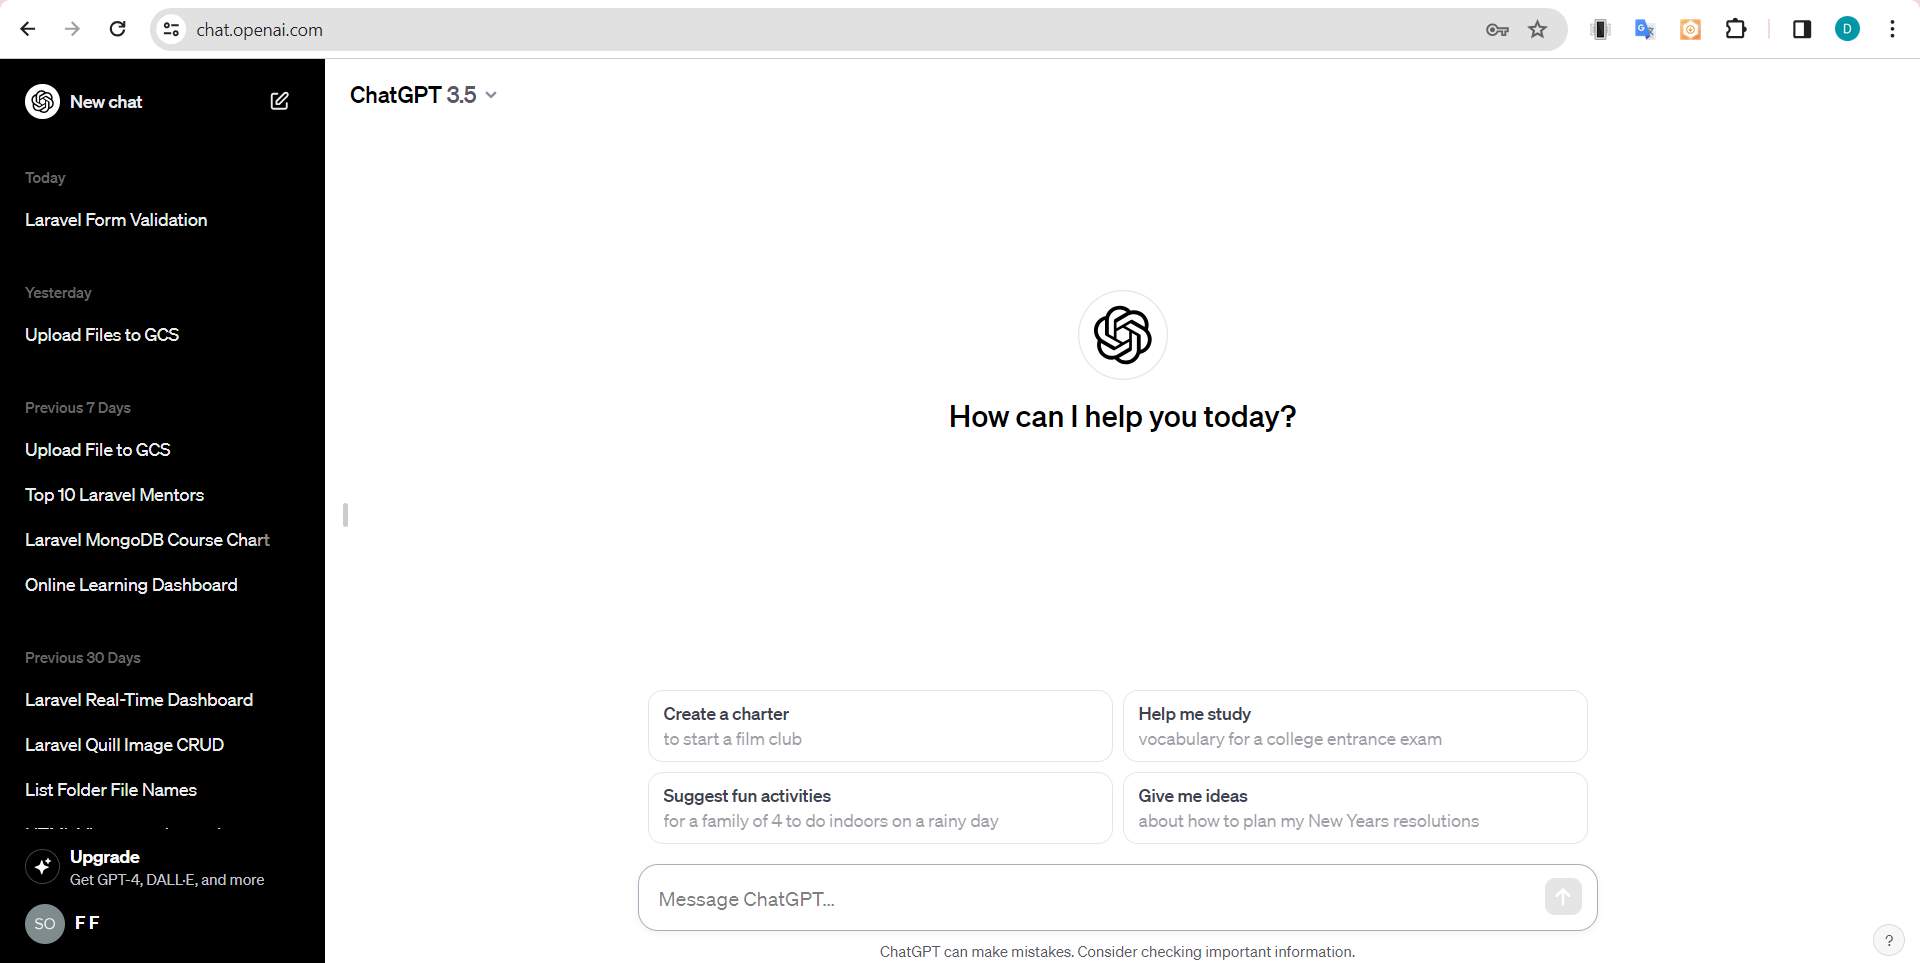 chat.openai.com
D
New chat
Today
Laravel Form Validation
Yesterday
Upload Files to GCS
Previous 7 Days
Upload File to GCS
Top 10 Laravel Mentors
Laravel MongoDB Course Chart
Online Learning Dashboard
Previous 30 Days
Laravel Real-Time Dashboard
Laravel Quill Image CRUD
List Folder File Names
Upgrade
Get GPT-4, DALL·E, and more
SO
F F
ChatGPT 3.5
How can I help you today?
Create a charter
to start a film club
Help me study
vocabulary for a college entrance exam
Suggest fun activities
for a family of 4 to do indoors on a rainy day
Give me ideas
about how to plan my New Years resolutions
Message ChatGPT...
ChatGPT can make mistakes. Consider checking important information.
?